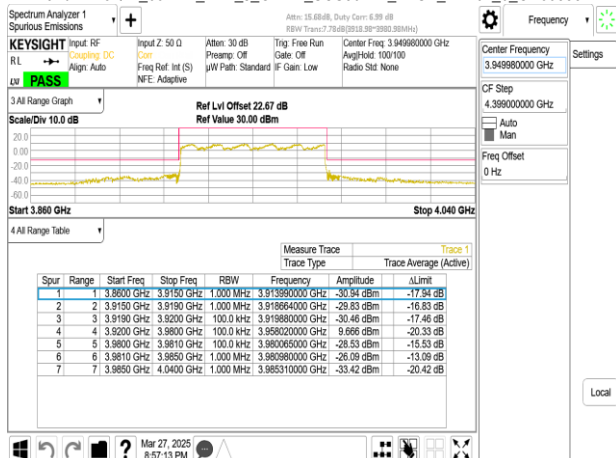 Spectrum Analyzer 1
Spurious Emissions
Attn: 15.68dB, Duty Corr: 6.99 dB
RBW Trans:7.78dB(3918.98~3980.98MHz)
Frequency
KEYSIGHT
Input: RF
Input Z: 50 Ω
Atten: 30 dB
Trig: Free Run
Center Freq: 3.949980000 GHz
RL
Coupling: DC
Corr
Preamp: Off
Gate: Off
Avg|Hold: 100/100
Align: Auto
Freq Ref: Int (S)
µW Path: Standard
IF Gain: Low
Radio Std: None
LXI
PASS
NFE: Adaptive
3 All Range Graph
Ref Lvl Offset 22.67 dB
Scale/Div 10.0 dB
Ref Value 30.00 dBm
20.0
0.00
-20.0
-40.0
-60.0
Start 3.860 GHz
Stop 4.040 GHz
4 All Range Table
Measure Trace
Trace 1
Trace Type
Trace Average (Active)
Spur Range Start Freq Stop Freq RBW Frequency Amplitude ΔLimit
1 1 3.8600 GHz 3.9150 GHz 1.000 MHz 3.913990000 GHz -30.94 dBm -17.94 dB
2 2 3.9150 GHz 3.9190 GHz 1.000 MHz 3.918664000 GHz -29.83 dBm -16.83 dB
3 3 3.9190 GHz 3.9200 GHz 100.0 kHz 3.919880000 GHz -30.46 dBm -17.46 dB
4 4 3.9200 GHz 3.9800 GHz 100.0 kHz 3.958020000 GHz 9.666 dBm -20.33 dB
5 5 3.9800 GHz 3.9810 GHz 100.0 kHz 3.980065000 GHz -28.53 dBm -15.53 dB
6 6 3.9810 GHz 3.9850 GHz 1.000 MHz 3.980980000 GHz -26.09 dBm -13.09 dB
7 7 3.9850 GHz 4.0400 GHz 1.000 MHz 3.985310000 GHz -33.42 dBm -20.42 dB
Center Frequency
3.949980000 GHz
Settings
CF Step
4.399000000 GHz
Auto
Man
Freq Offset
0 Hz
Local
?
Mar 27, 2025
8:57:13 PM